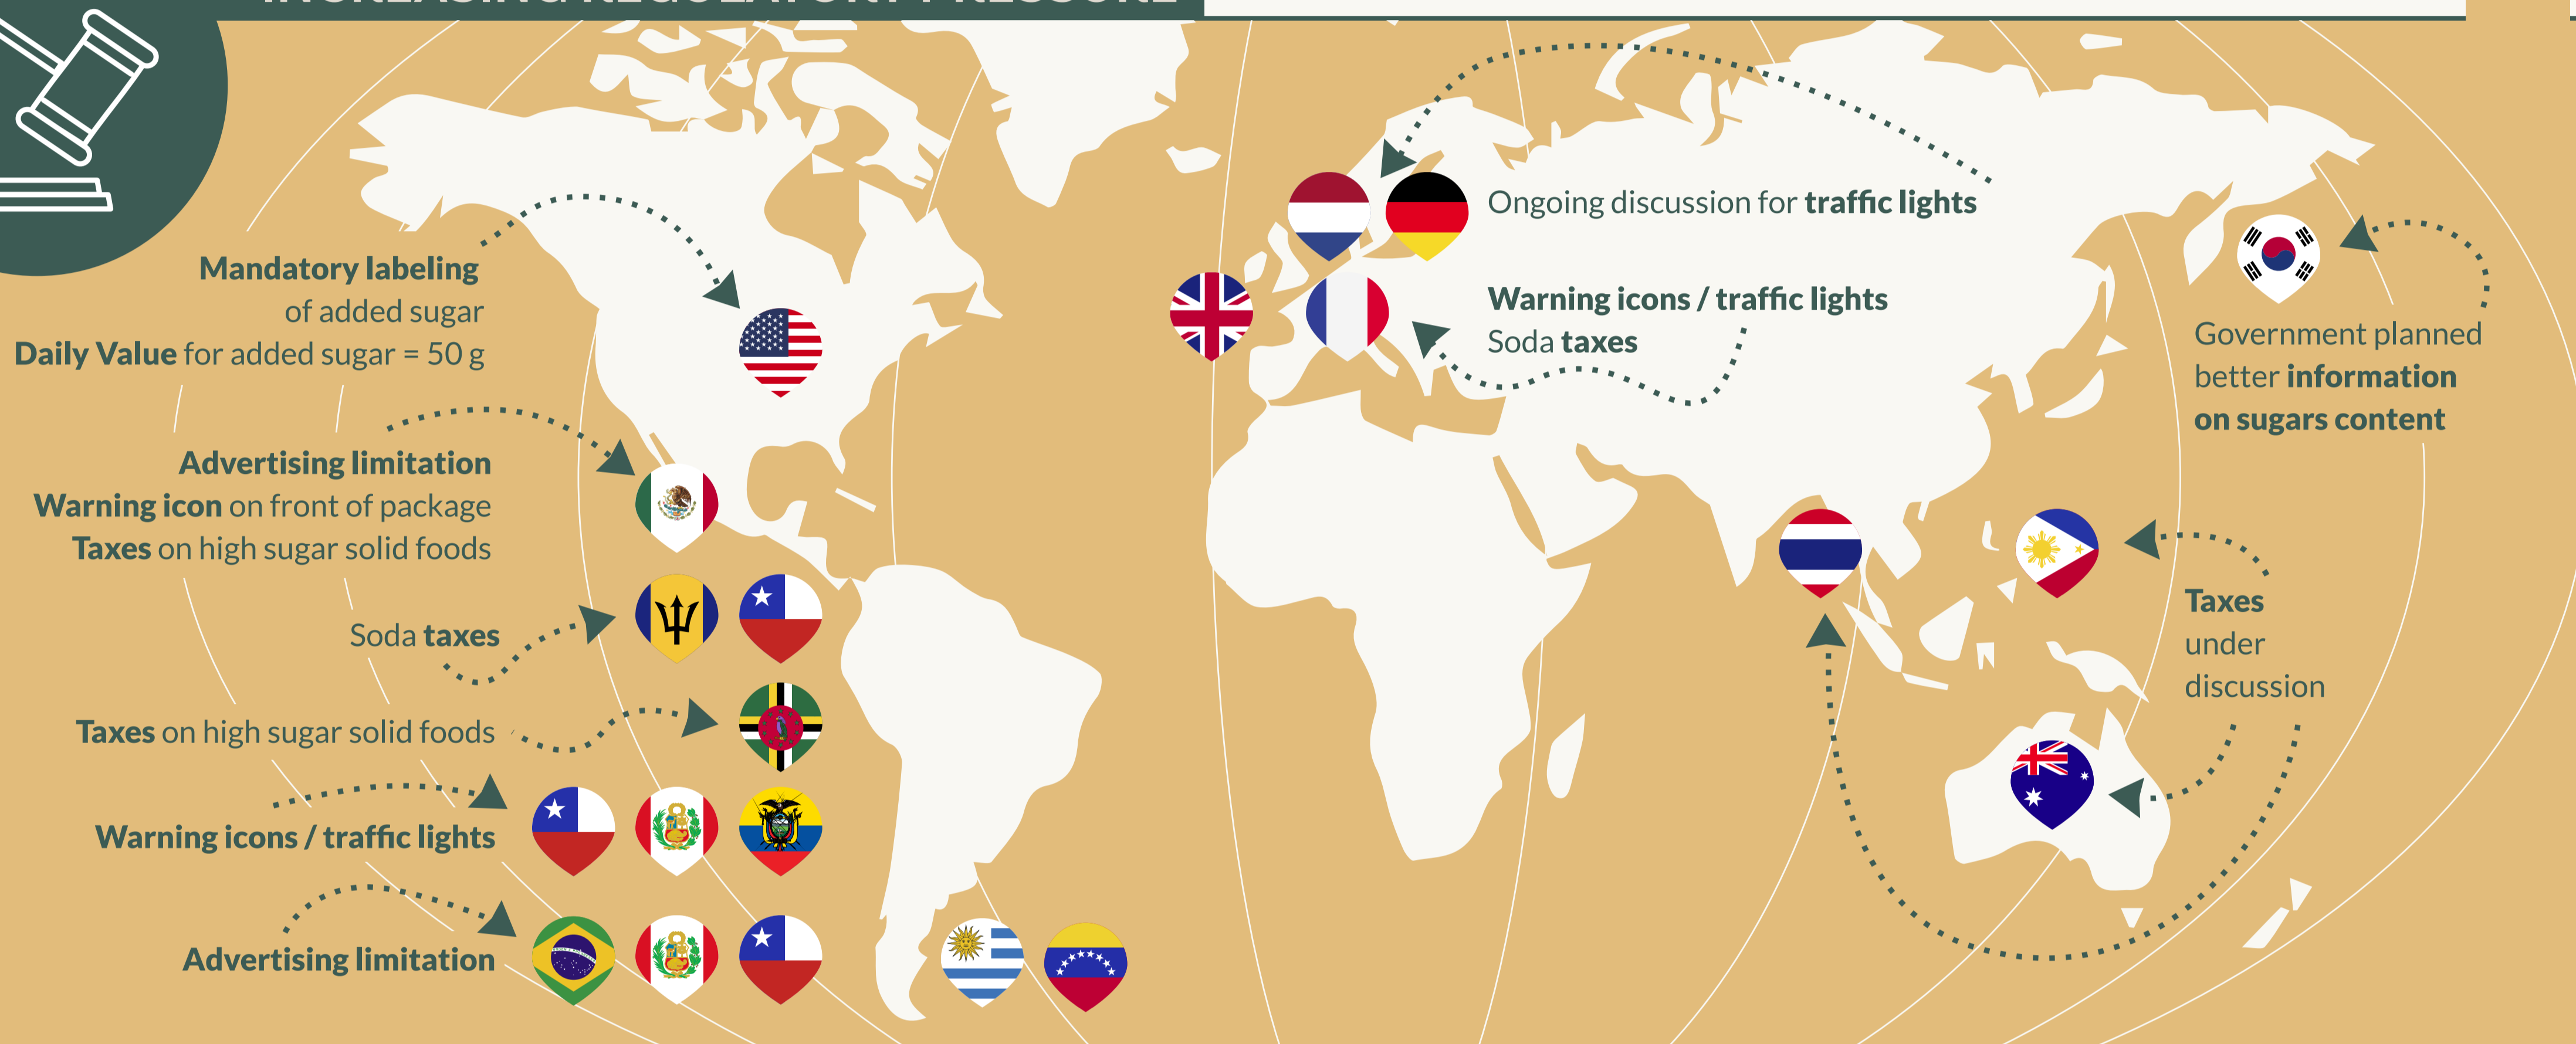 INCREASING REGULATORY PRESSURE
Mandatory labeling
of added sugar
Daily Value for added sugar = 50 g
Advertising limitation
Warning icon on front of package
Taxes on high sugar solid foods
Soda taxes
Taxes on high sugar solid foods
Warning icons / traffic lights
Advertising limitation
Ongoing discussion for traffic lights
Warning icons / traffic lights
Soda taxes
Government planned
better information
on sugars content
Taxes
under
discussion